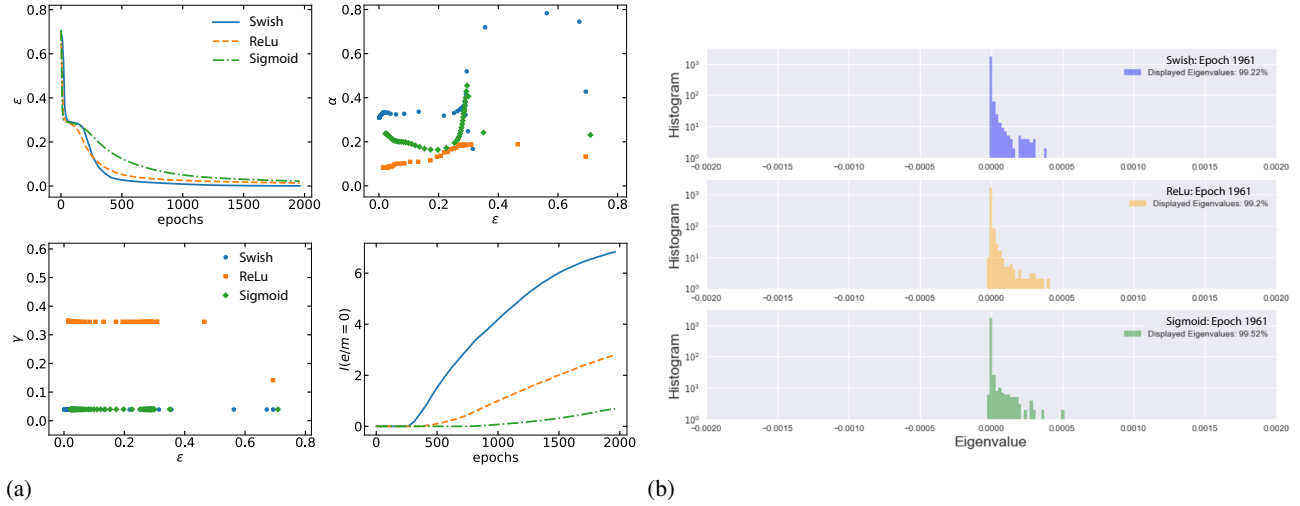 0.8
0.6
0.4
0.2
0.0
ε
0 500 1000 1500 2000
epochs
Swish
ReLu
Sigmoid
0.8
0.6
0.4
0.2
0.0
α
0.0 0.2 0.4 0.6 0.8
ε
0.6
0.5
0.4
0.3
0.2
0.1
0.0
γ
0.0 0.2 0.4 0.6 0.8
ε
Swish
ReLu
Sigmoid
6
4
2
0
l(e/m = 0)
0 500 1000 1500 2000
epochs
(a)
Histogram
10³
10²
10¹
10⁰
Swish: Epoch 1961
Displayed Eigenvalues: 99.22%
−0.0020 −0.0015 −0.0010 −0.0005 0.0000 0.0005 0.0010 0.0015 0.0020
Histogram
10³
10²
10¹
10⁰
ReLu: Epoch 1961
Displayed Eigenvalues: 99.2%
−0.0020 −0.0015 −0.0010 −0.0005 0.0000 0.0005 0.0010 0.0015 0.0020
Histogram
10³
10²
10¹
10⁰
Sigmoid: Epoch 1961
Displayed Eigenvalues: 99.52%
−0.0020 −0.0015 −0.0010 −0.0005 0.0000 0.0005 0.0010 0.0015 0.0020
Eigenvalue
(b)